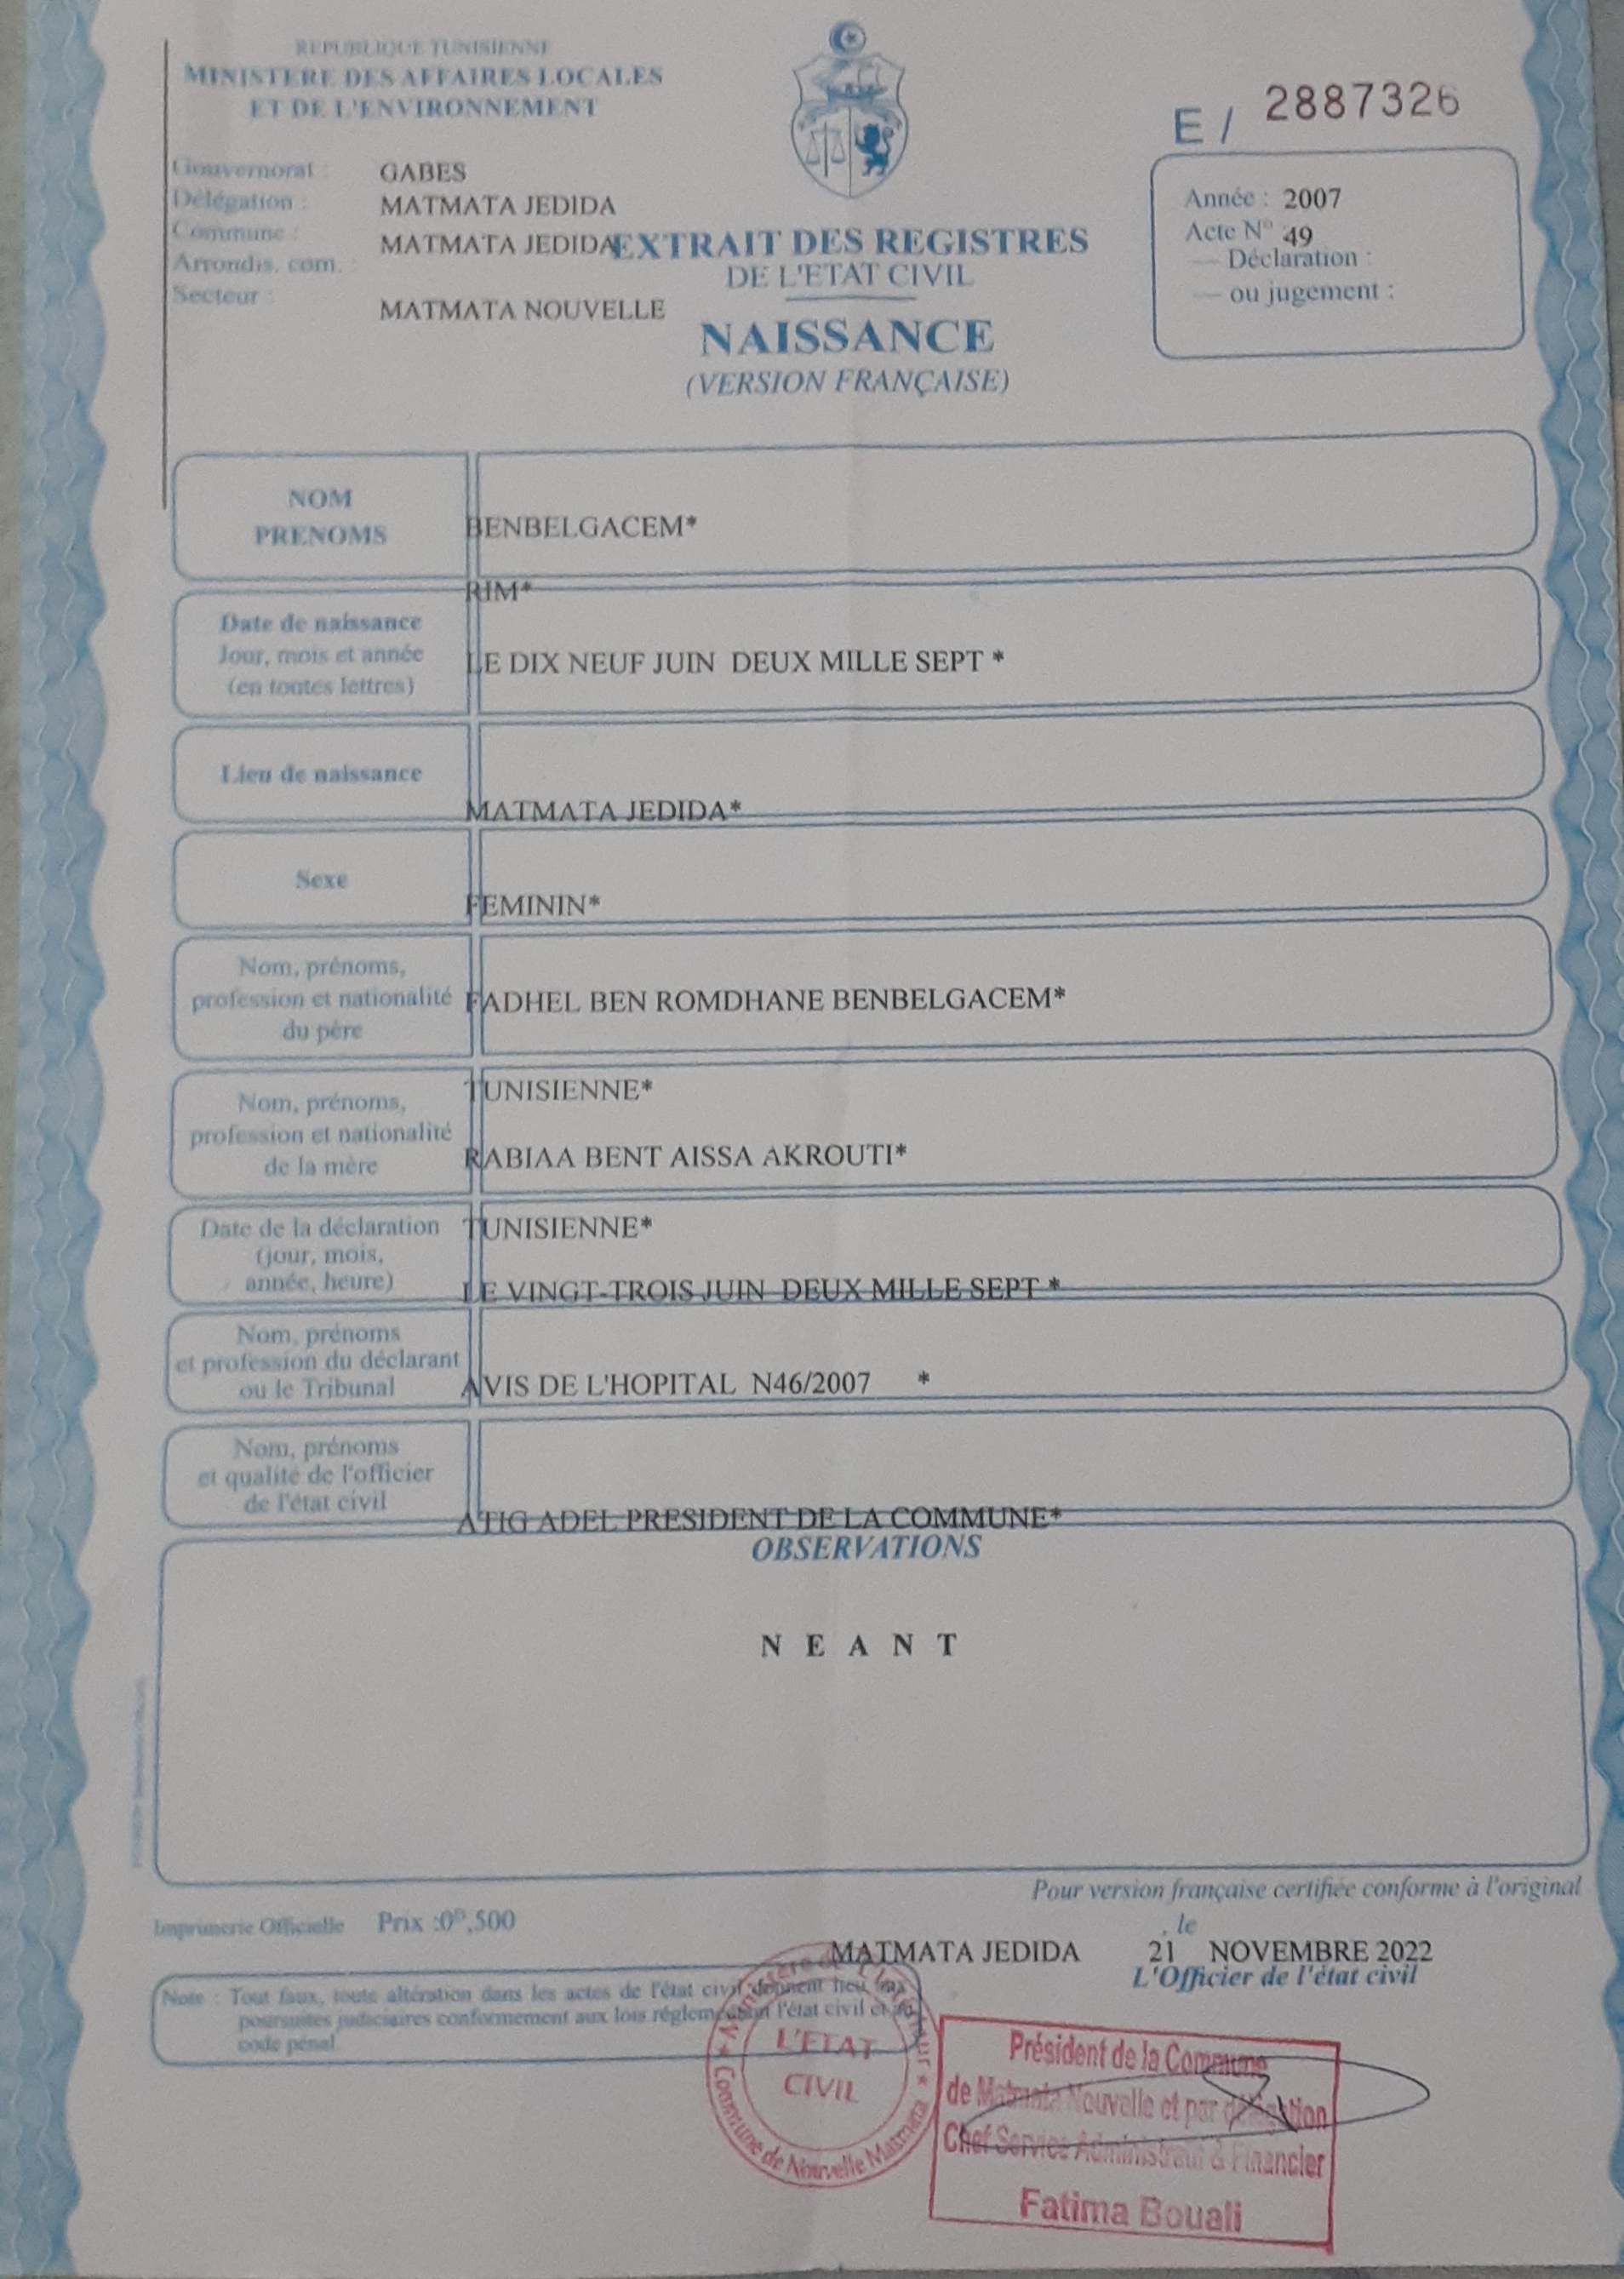 REPUBLIQUE TUNISIENNE
MINISTERE DES AFFAIRES LOCALES
ET DE L'ENVIRONNEMENT
E / 2887326
Gouvernorat : GABES
Délégation : MATMATA JEDIDA
Commune : MATMATA JEDIDA
Arrondis. com. :
Secteur : MATMATA NOUVELLE
Année : 2007
Acte N° 49
— Déclaration :
— ou jugement :
EXTRAIT DES REGISTRES
DE L'ETAT CIVIL
NAISSANCE
(VERSION FRANÇAISE)
NOM
PRENOMS
BENBELGACEM*
RIM*
Date de naissance
Jour, mois et année
(en toutes lettres)
LE DIX NEUF JUIN DEUX MILLE SEPT *
Lieu de naissance
MATMATA JEDIDA*
Sexe
FEMININ*
Nom, prénoms,
profession et nationalité
du père
FADHEL BEN ROMDHANE BENBELGACEM*
TUNISIENNE*
Nom, prénoms,
profession et nationalité
de la mère
RABIAA BENT AISSA AKROUTI*
TUNISIENNE*
Date de la déclaration
(jour, mois,
année, heure)
LE VINGT-TROIS JUIN DEUX MILLE SEPT *
Nom, prénoms
et profession du déclarant
ou le Tribunal
AVIS DE L'HOPITAL N46/2007 *
Nom, prénoms
et qualité de l'officier
de l'état civil
ATIG ADEL PRESIDENT DE LA COMMUNE*
OBSERVATIONS
N E A N T
Pour version française certifiée conforme à l'original
Imprimerie Officielle Prix :0ᴰ,500
, le
MATMATA JEDIDA 21 NOVEMBRE 2022
L'Officier de l'état civil
Note : Tout faux, toute altération dans les actes de l'état civil donnent lieu aux
poursuites judiciaires conformement aux lois réglementant l'état civil et au
code pénal
L'ETAT
CIVIL
Commune de Nouvelle Matmata
Président de la Commune
de Matmata Nouvelle et par délégation
Chef Service Administratif & Financier
Fatima Bouali